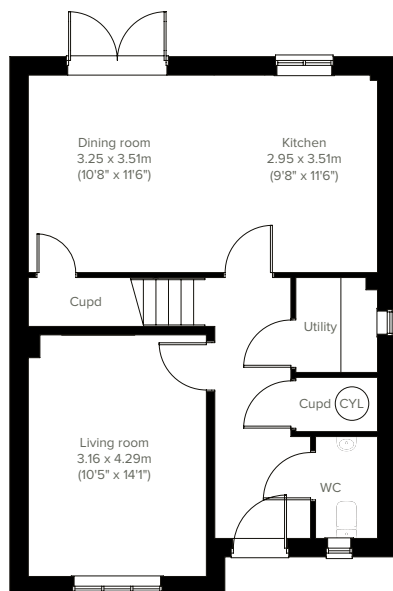 Dining room
3.25 x 3.51m
(10'8" x 11'6")
Kitchen
2.95 x 3.51m
(9'8" x 11'6")
Cupd
Utility
Cupd
CYL
Living room
3.16 x 4.29m
(10'5" x 14'1")
WC